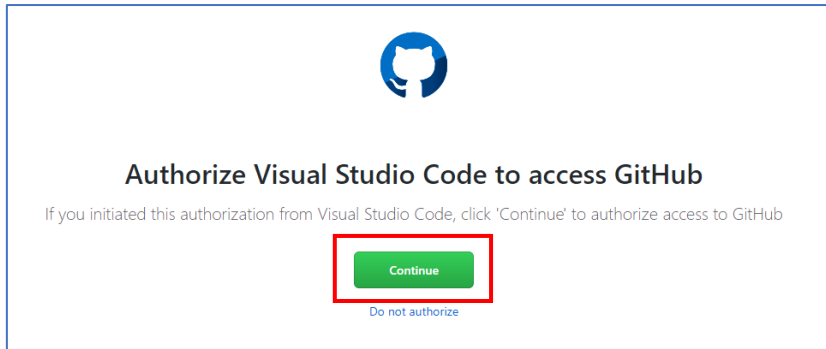 Authorize Visual Studio Code to access GitHub
If you initiated this authorization from Visual Studio Code, click 'Continue' to authorize access to GitHub
Continue
Do not authorize